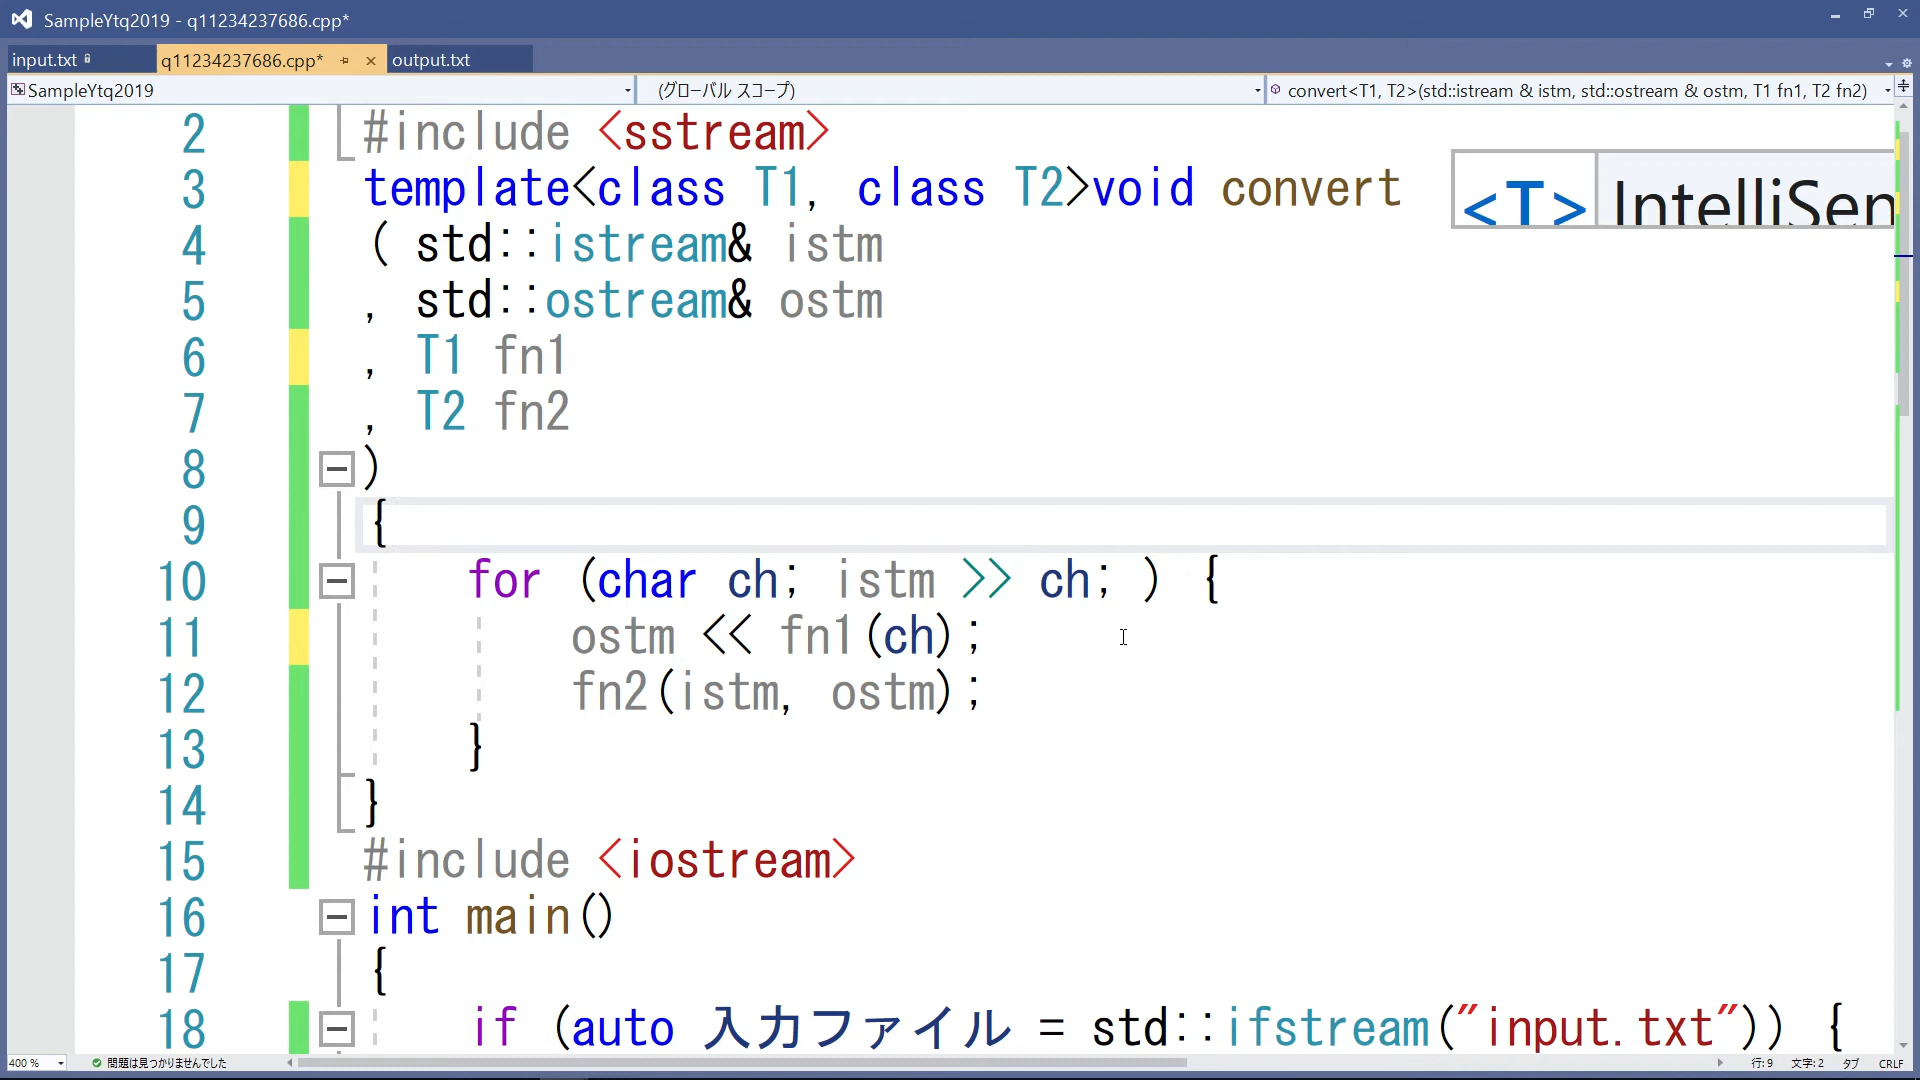 SampleYtq2019 - q11234237686.cpp*
input.txt
q11234237686.cpp*
output.txt
SampleYtq2019
(グローバル スコープ)
convert<T1, T2>(std::istream & istm, std::ostream & ostm, T1 fn1, T2 fn2)
2 #include <sstream>
3 template<class T1, class T2>void convert
<T> IntelliSen
4 ( std::istream& istm
5 , std::ostream& ostm
6 , T1 fn1
7 , T2 fn2
8 )
9 {
10 for (char ch; istm >> ch; ) {
11 ostm << fn1(ch);
12 fn2(istm, ostm);
13 }
14 }
15 #include <iostream>
16 int main()
17 {
18 if (auto 入力ファイル = std::ifstream("input.txt")) {
400 %
問題は見つかりませんでした
行: 9
文字: 2
タブ
CRLF